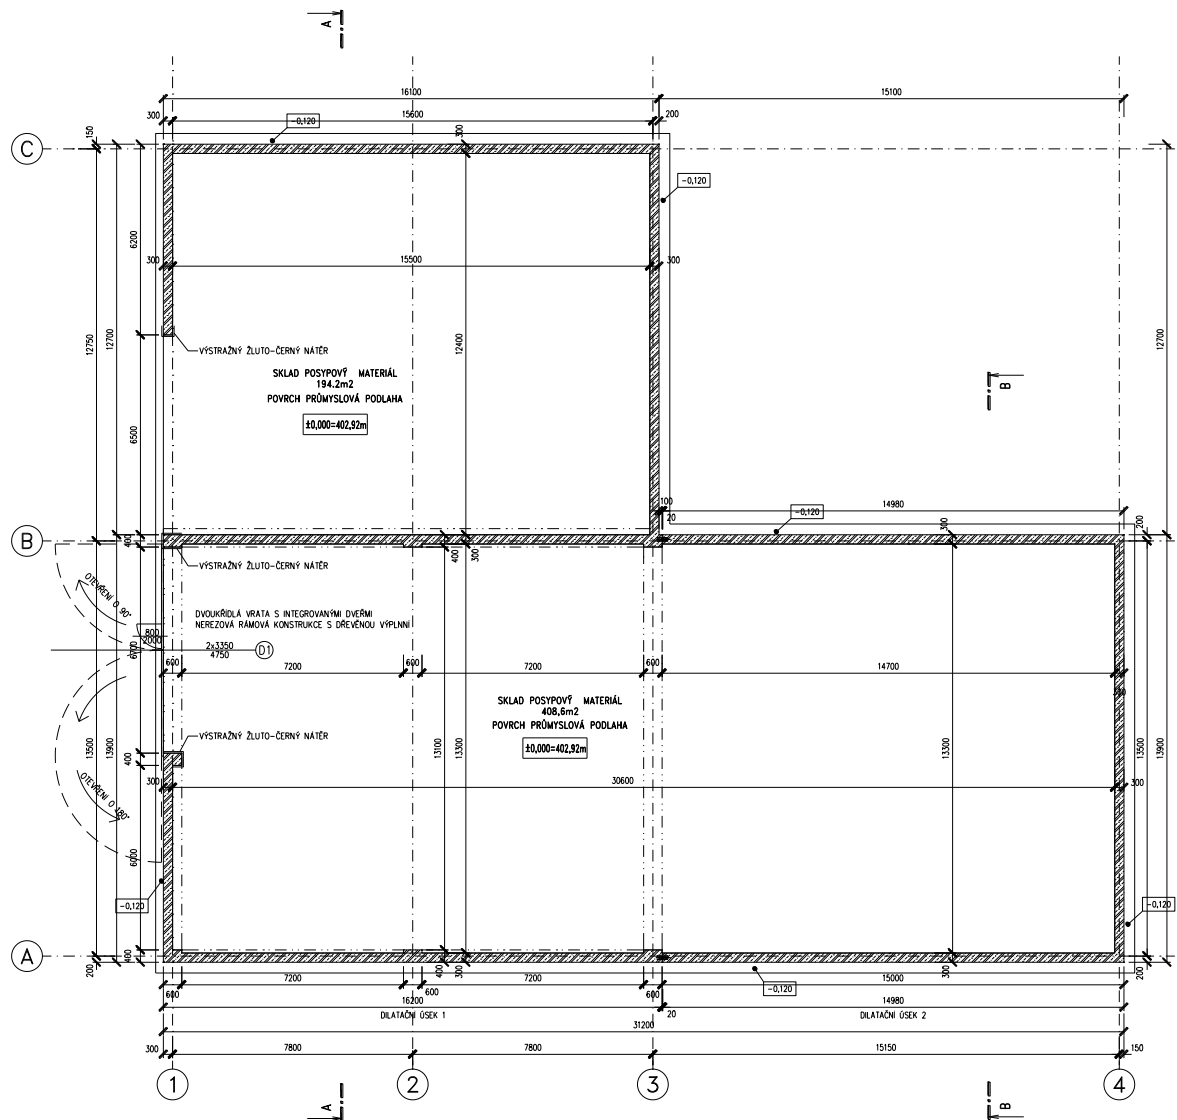 A
16100
15100
300
15600
200
-0,120
150
300
C
-0,120
6200
300
15500
300
12750
12700
12400
12700
VÝSTRAŽNÝ ŽLUTO-ČERNÝ NÁTĚR
SKLAD POSYPOVÝ MATERIÁL
194.2m2
POVRCH PRŮMYSLOVÁ PODLAHA
±0,000=402,92m
B
6500
100
14980
20
-0,120
200
300
B
400
400
300
VÝSTRAŽNÝ ŽLUTO-ČERNÝ NÁTĚR
OTEVŘENÍ O 90°
DVOUKŘÍDLÁ VRATA S INTEGROVANÝMI DVEŘMI
NEREZOVÁ RÁMOVÁ KONSTRUKCE S DŘEVĚNOU VÝPLNNÍ
800
2000
6700
2x3350
4750
D1
600
7200
600
7200
600
14700
SKLAD POSYPOVÝ MATERIÁL
408,6m2
POVRCH PRŮMYSLOVÁ PODLAHA
±0,000=402,92m
VÝSTRAŽNÝ ŽLUTO-ČERNÝ NÁTĚR
13500
13900
400
13100
13300
13300
13500
13900
300
30600
300
OTEVŘENÍ O 180°
6000
-0,120
-0,120
A
200
400
400
300
300
200
7200
7200
15000
-0,120
600
600
600
16200
14980
DILATAČNÍ ÚSEK 1
20
DILATAČNÍ ÚSEK 2
31200
300
7800
7800
15150
150
1
2
3
4
A
B